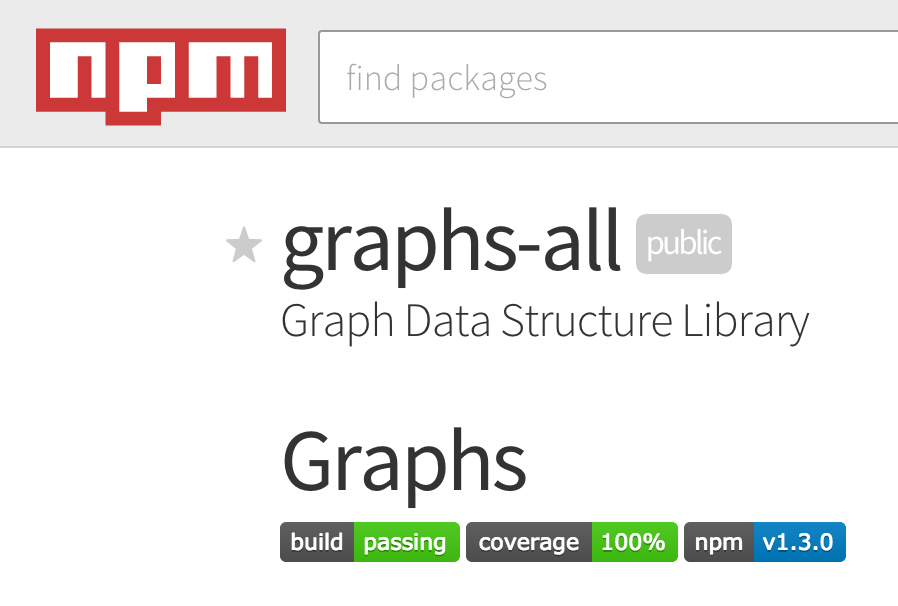 npm
find packages
graphs-all public
Graph Data Structure Library
Graphs
build passing coverage 100% npm v1.3.0